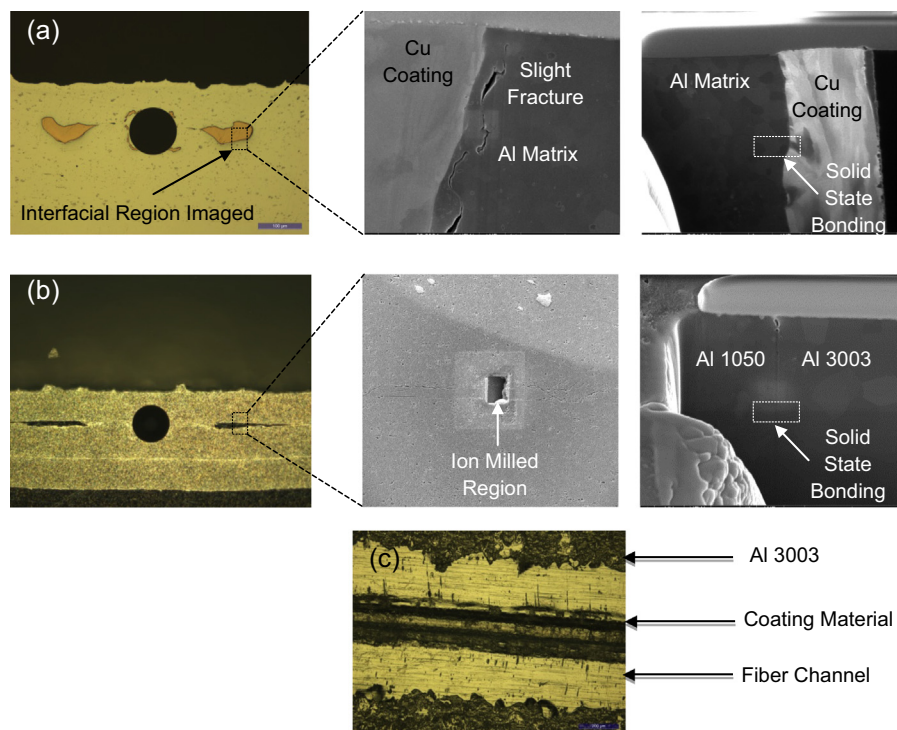 (a)
Cu
Coating
Slight
Fracture
Al Matrix
Al Matrix
Cu
Coating
Solid
State
Bonding
Interfacial Region Imaged
(b)
Ion Milled
Region
Al 1050
Al 3003
Solid
State
Bonding
(c)
Al 3003
Coating Material
Fiber Channel